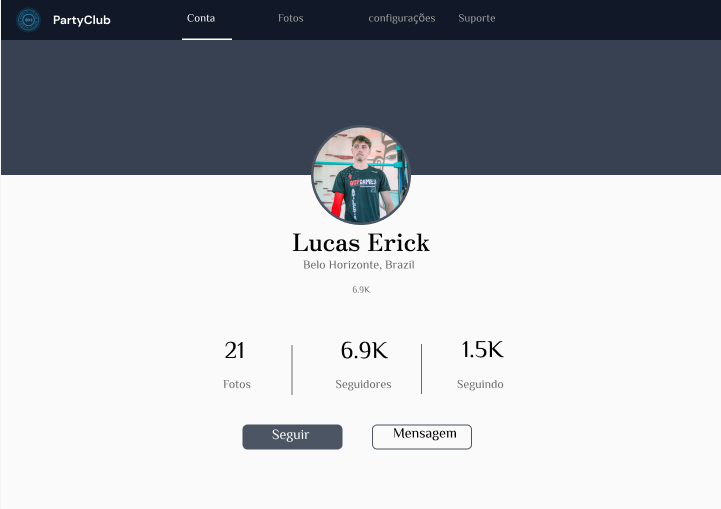 PartyClub
Conta Fotos configurações Suporte
Lucas Erick
Belo Horizonte, Brazil
6.9K
21 6.9K 1.5K
Fotos Seguidores Seguindo
Seguir Mensagem